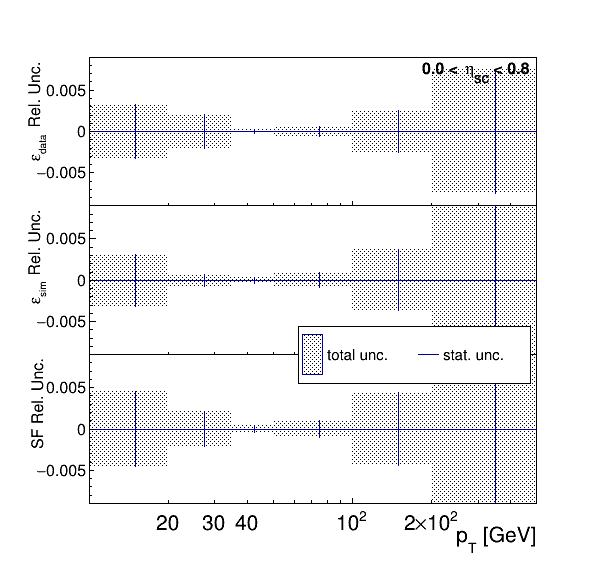 0.0 < η_SC < 0.8
ε_data Rel. Unc.
0.005
0
−0.005
ε_sim Rel. Unc.
0.005
0
−0.005
total unc. stat. unc.
SF Rel. Unc.
0.005
0
−0.005
20 30 40 10² 2×10²
p_T [GeV]